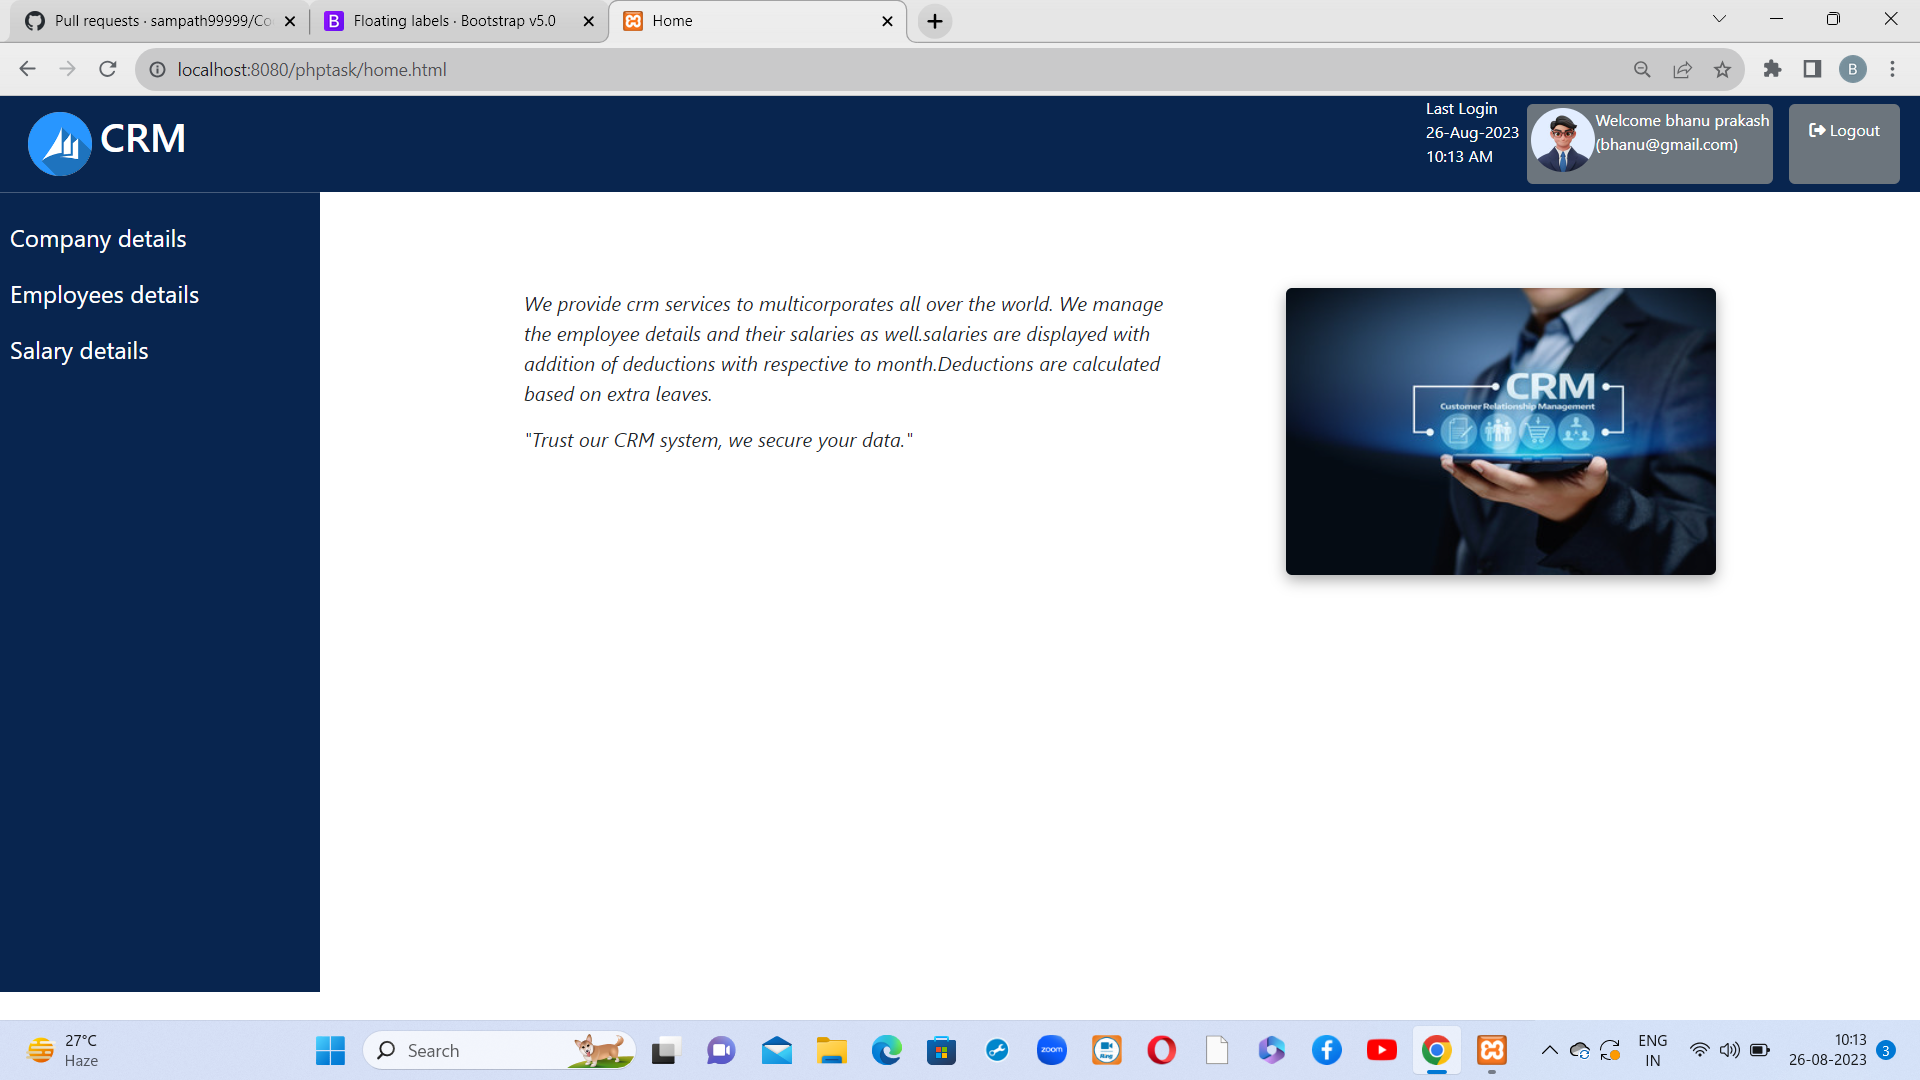 Pull requests · sampath99999/Co
Floating labels · Bootstrap v5.0
Home
localhost:8080/phptask/home.html
B
CRM
Last Login
26-Aug-2023
10:13 AM
Welcome bhanu prakash
(bhanu@gmail.com)
Logout
Company details
Employees details
Salary details
We provide crm services to multicorporates all over the world. We manage
the employee details and their salaries as well.salaries are displayed with
addition of deductions with respective to month.Deductions are calculated
based on extra leaves.
"Trust our CRM system, we secure your data."
CRM
Customer Relationship Management
27°C
Haze
Search
zoom
ENG
IN
10:13
26-08-2023
3